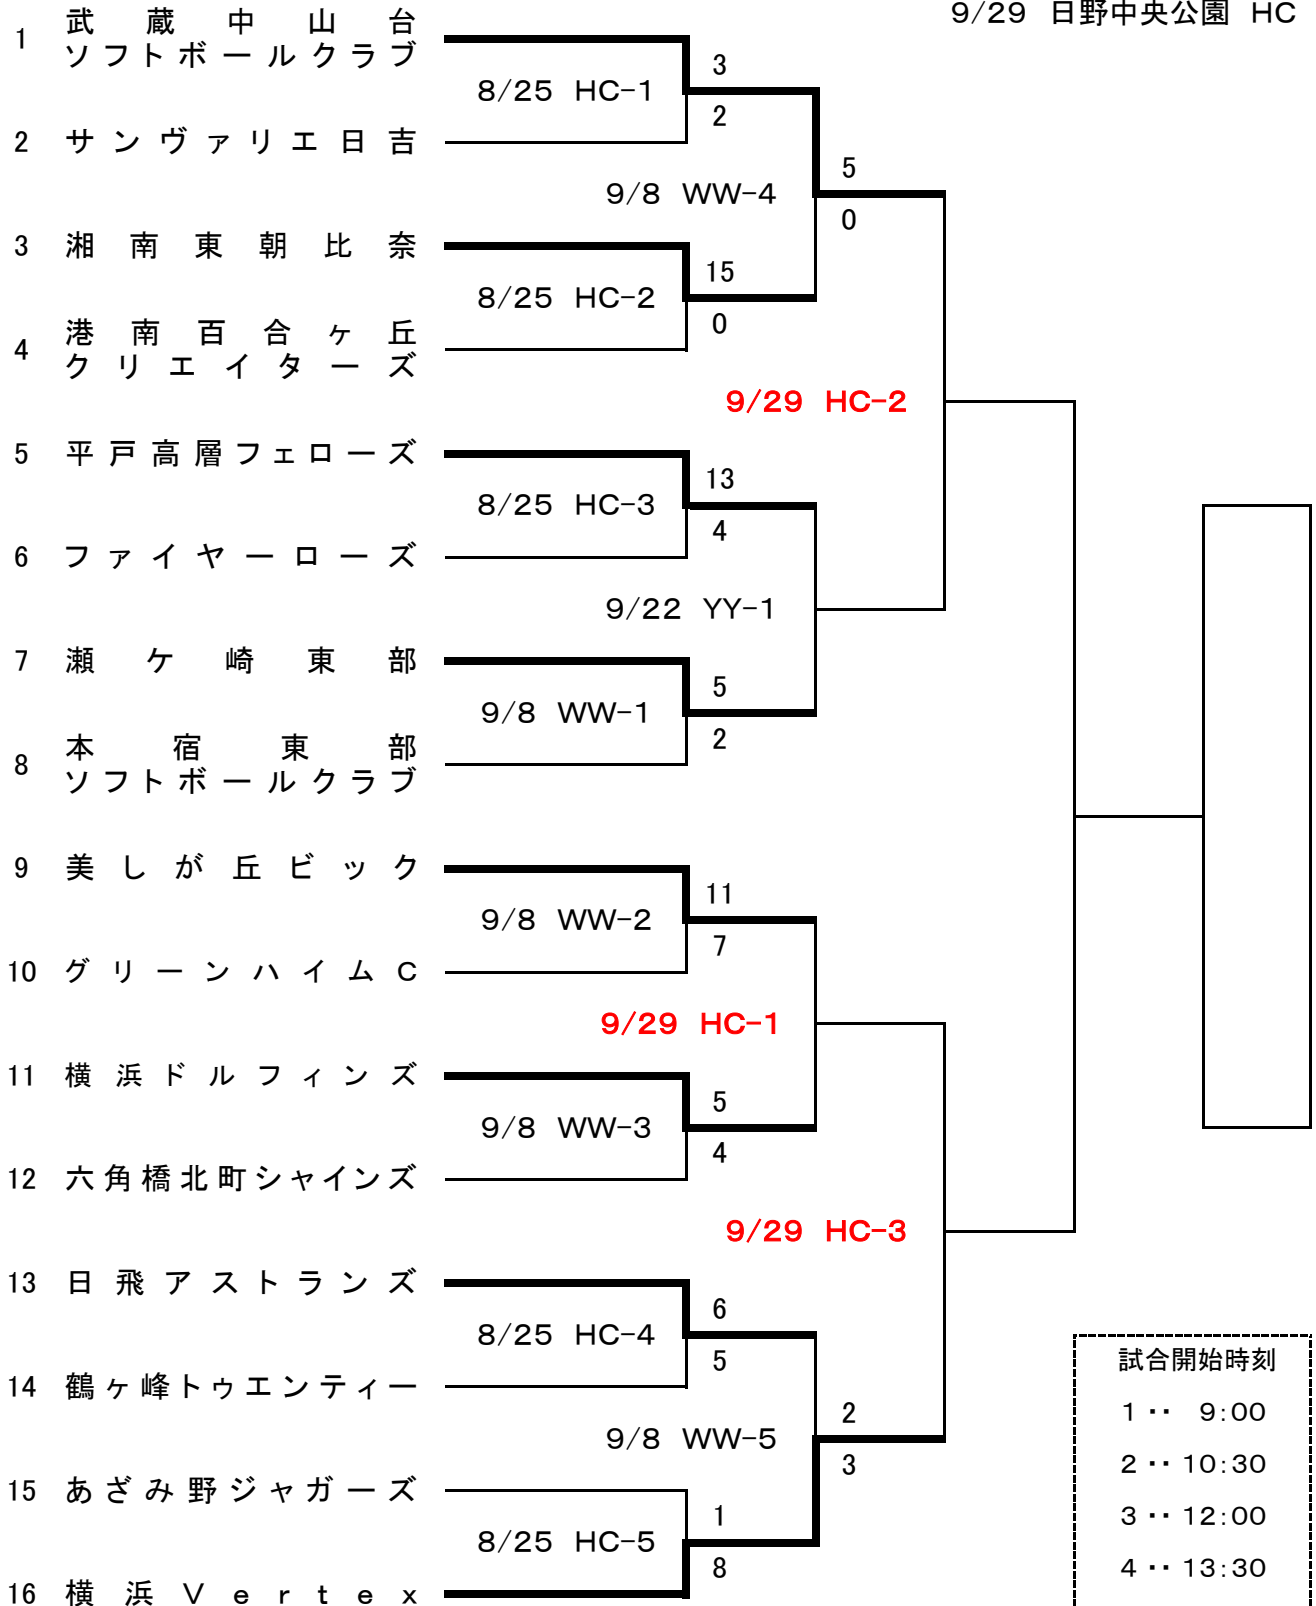 9/29 日野中央公園 HC
1 武蔵中山台
ソフトボールクラブ
8/25 HC-1
3
2
2 サンヴァリエ日吉
9/8 WW-4
5
0
3 湘南東朝比奈
8/25 HC-2
15
0
4 港南百合ヶ丘
クリエイターズ
9/29 HC-2
5 平戸高層フェローズ
8/25 HC-3
13
4
6 ファイヤーローズ
9/22 YY-1
7 瀬ケ崎東部
9/8 WW-1
5
2
8 本宿東部
ソフトボールクラブ
9 美しが丘ビック
9/8 WW-2
11
7
10 グリーンハイムC
9/29 HC-1
11 横浜ドルフィンズ
9/8 WW-3
5
4
12 六角橋北町シャインズ
9/29 HC-3
13 日飛アストランズ
8/25 HC-4
6
5
14 鶴ヶ峰トゥエンティー
9/8 WW-5
2
3
15 あざみ野ジャガーズ
8/25 HC-5
1
8
16 横浜Vertex
試合開始時刻
1‥ 9:00
2‥10:30
3‥12:00
4‥13:30